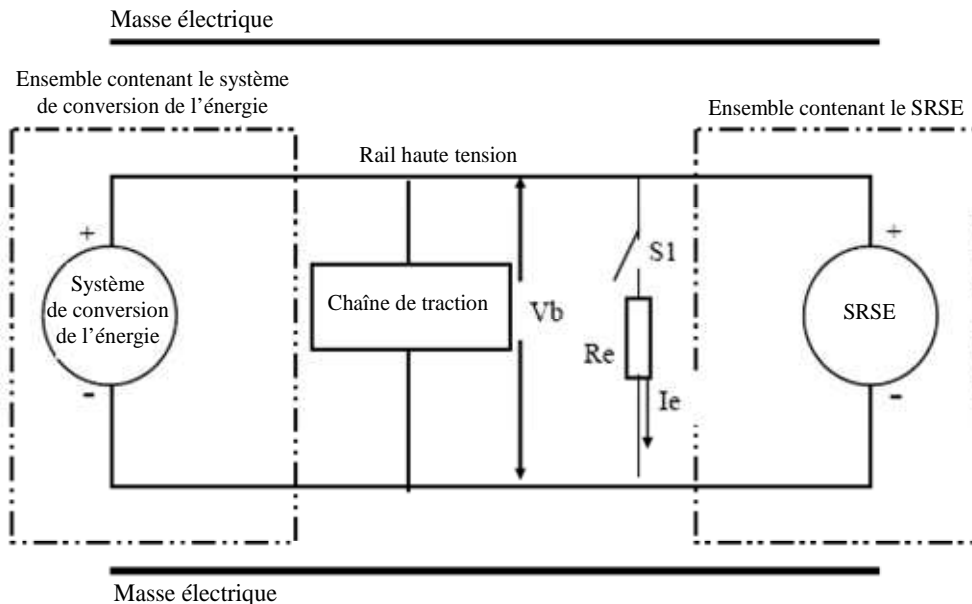 Masse électrique
Ensemble contenant le système
de conversion de l’énergie
Ensemble contenant le SRSE
Rail haute tension
+
Système
de conversion
de l’énergie
-
Chaîne de traction
Vb
S1
Re
Ie
+
SRSE
-
Masse électrique